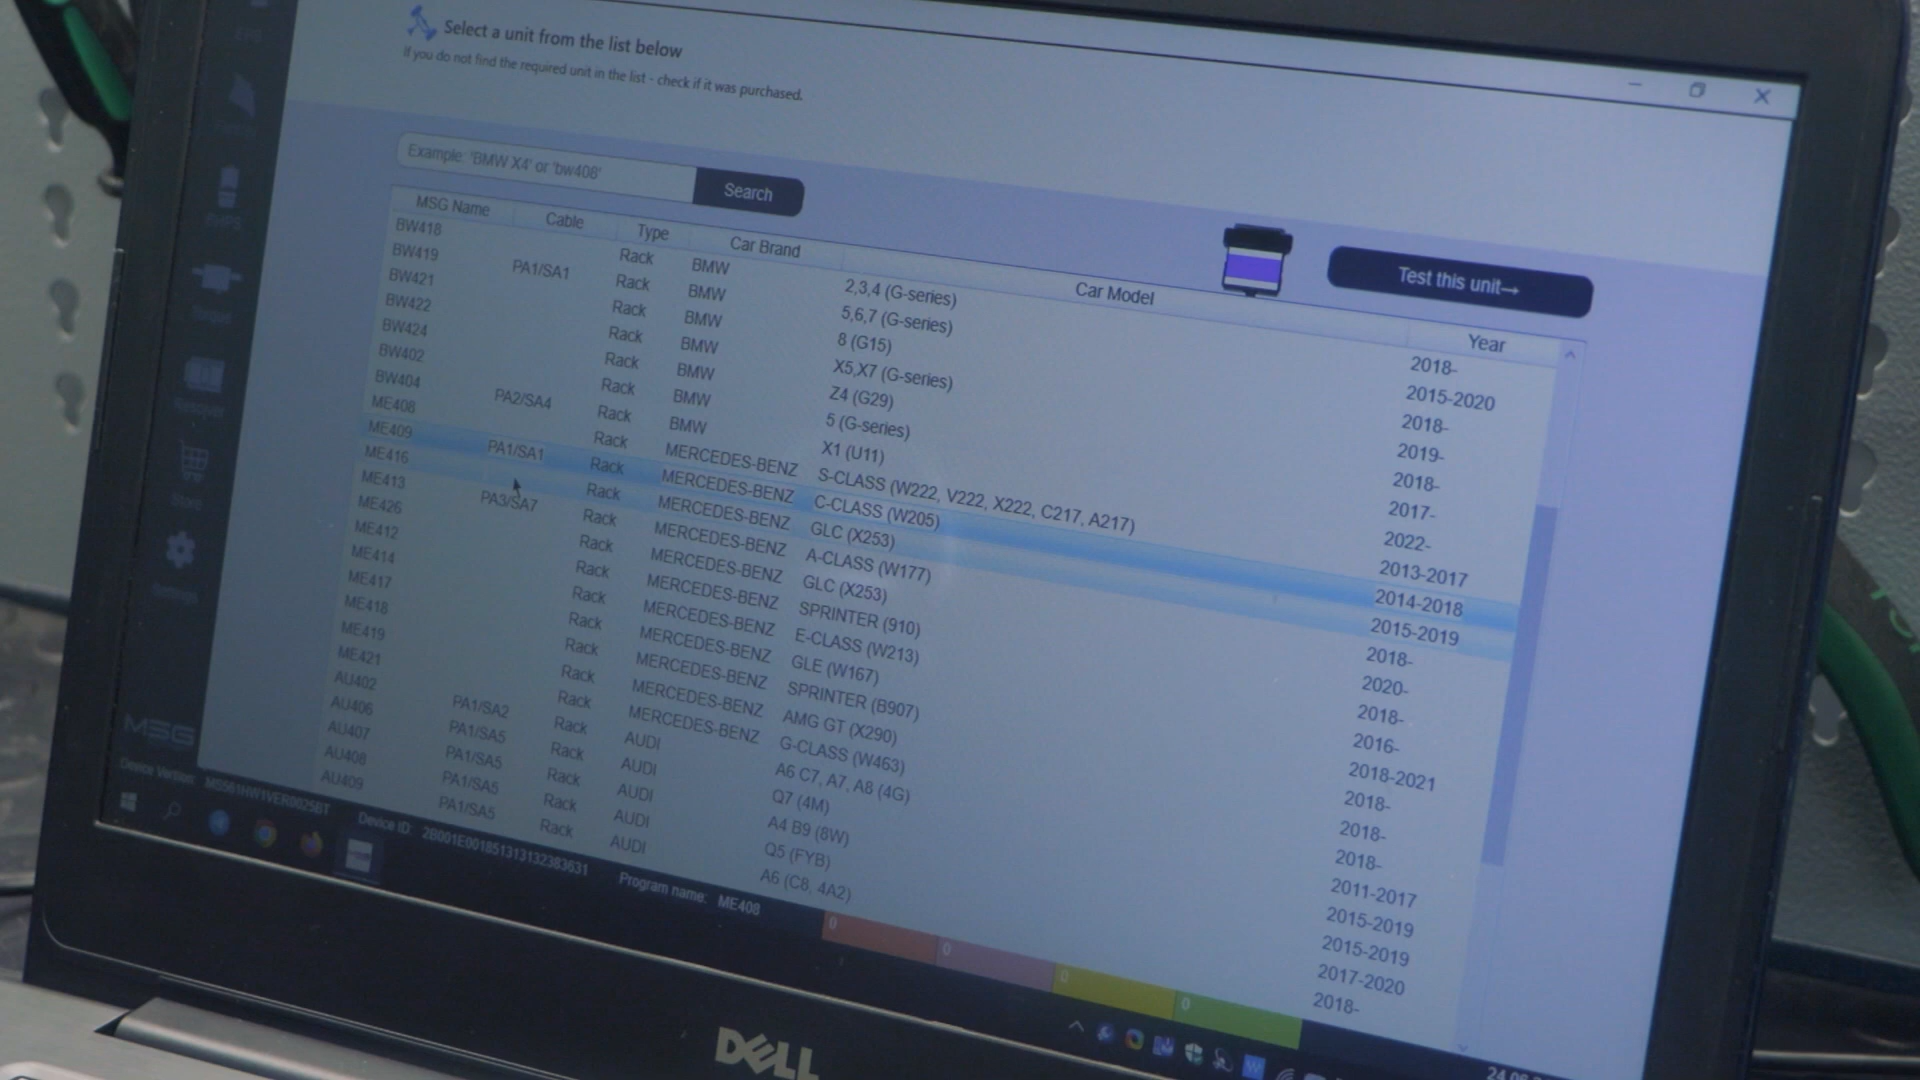 Select a unit from the list below
If you do not find the required unit in the list - check if it was purchased.
Example: 'BMW X4' or 'bw408'
Search
Test this unit→
MSG Name Cable Type Car Brand Car Model Year
BW418 Rack BMW 2,3,4 (G-series) 2018-
BW419 PA1/SA1 Rack BMW 5,6,7 (G-series) 2015-2020
BW421 Rack BMW 8 (G15) 2018-
BW422 Rack BMW X5,X7 (G-series) 2019-
BW424 Rack BMW Z4 (G29) 2018-
BW402 Rack BMW 5 (G-series) 2017-
BW404 PA2/SA4 Rack BMW X1 (U11) 2022-
ME408 Rack MERCEDES-BENZ S-CLASS (W222, V222, X222, C217, A217) 2013-2017
ME409 PA1/SA1 Rack MERCEDES-BENZ C-CLASS (W205) 2014-2018
ME416 Rack MERCEDES-BENZ GLC (X253) 2015-2019
ME413 PA3/SA7 Rack MERCEDES-BENZ A-CLASS (W177) 2018-
ME426 Rack MERCEDES-BENZ GLC (X253) 2020-
ME412 Rack MERCEDES-BENZ SPRINTER (910) 2018-
ME414 Rack MERCEDES-BENZ E-CLASS (W213) 2016-
ME417 Rack MERCEDES-BENZ GLE (W167) 2018-2021
ME418 Rack MERCEDES-BENZ SPRINTER (B907) 2018-
ME419 Rack MERCEDES-BENZ AMG GT (X290) 2018-
ME421 Rack MERCEDES-BENZ G-CLASS (W463) 2018-
AU402 PA1/SA2 Rack AUDI A6 C7, A7, A8 (4G) 2011-2017
AU406 PA1/SA5 Rack AUDI Q7 (4M) 2015-2019
AU407 PA1/SA5 Rack AUDI A4 B9 (8W) 2015-2019
AU408 PA1/SA5 Rack AUDI Q5 (FYB) 2017-2020
AU409 PA1/SA5 Rack AUDI A6 (C8, 4A2) 2018-
MSG
Device Version: Device ID: 2B001E001851313132383631 Program name: ME408
0 0 0 0
DELL